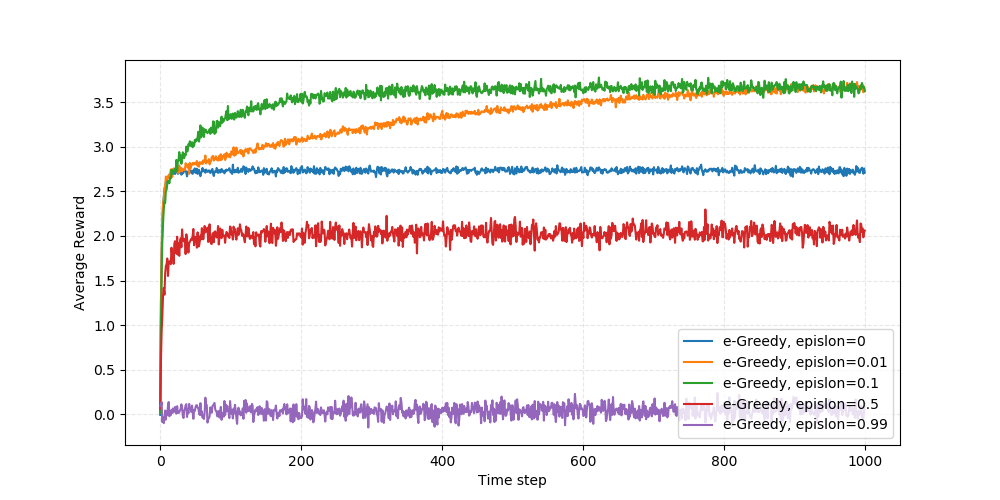 3.5
3.0
2.5
2.0
1.5
1.0
0.5
0.0
Average Reward
0 200 400 600 800 1000
Time step
e-Greedy, epislon=0
e-Greedy, epislon=0.01
e-Greedy, epislon=0.1
e-Greedy, epislon=0.5
e-Greedy, epislon=0.99